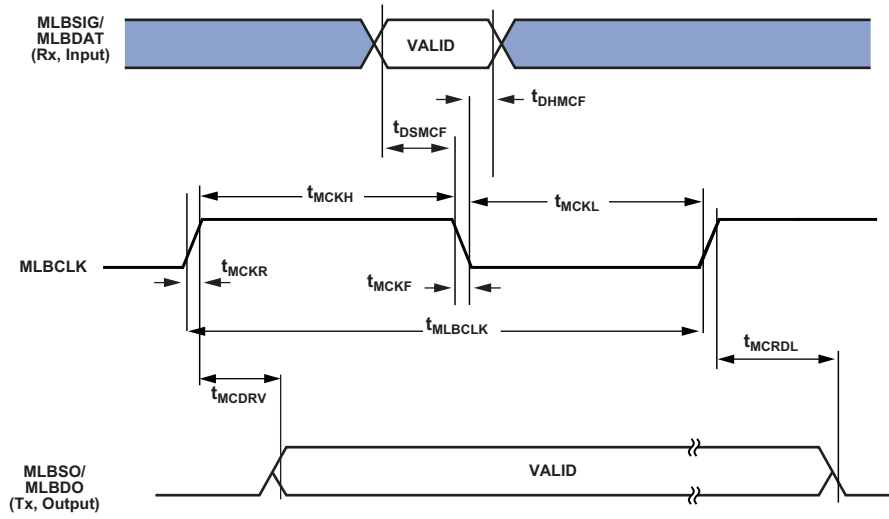 MLBSIG/
MLBDAT
(Rx, Input)
VALID
tDHMCF
tDSMCF
tMCKH
tMCKL
MLBCLK
tMCKR
tMCKF
tMLBCLK
tMCRDL
tMCDRV
MLBSO/
MLBDO
(Tx, Output)
VALID